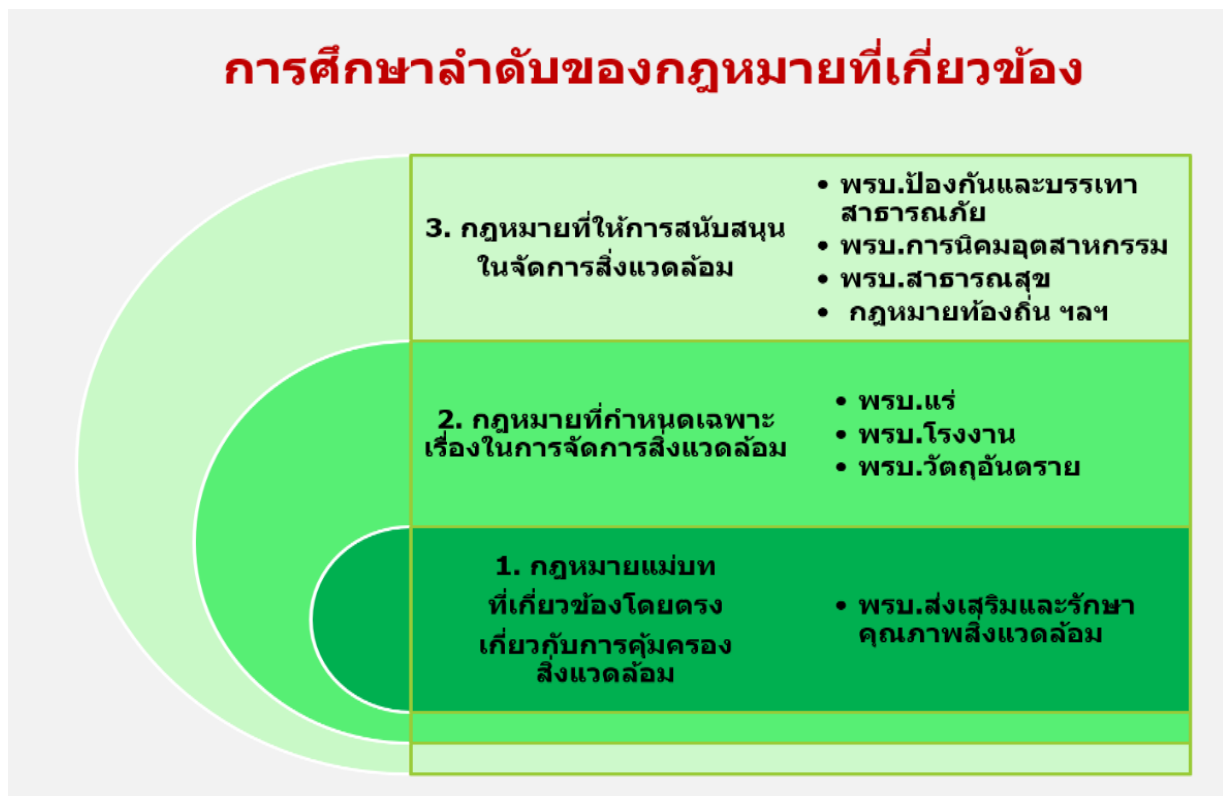 การศึกษาลำดับของกฎหมายที่เกี่ยวข้อง
3. กฎหมายที่ให้การสนับสนุน
ในจัดการสิ่งแวดล้อม
• พรบ.ป้องกันและบรรเทา
สาธารณภัย
• พรบ.การนิคมอุตสาหกรรม
• พรบ.สาธารณสุข
• กฎหมายท้องถิ่น ฯลฯ
2. กฎหมายที่กำหนดเฉพาะ
เรื่องในการจัดการสิ่งแวดล้อม
• พรบ.แร่
• พรบ.โรงงาน
• พรบ.วัตถุอันตราย
1. กฎหมายแม่บท
ที่เกี่ยวข้องโดยตรง
เกี่ยวกับการคุ้มครอง
สิ่งแวดล้อม
• พรบ.ส่งเสริมและรักษา
คุณภาพสิ่งแวดล้อม